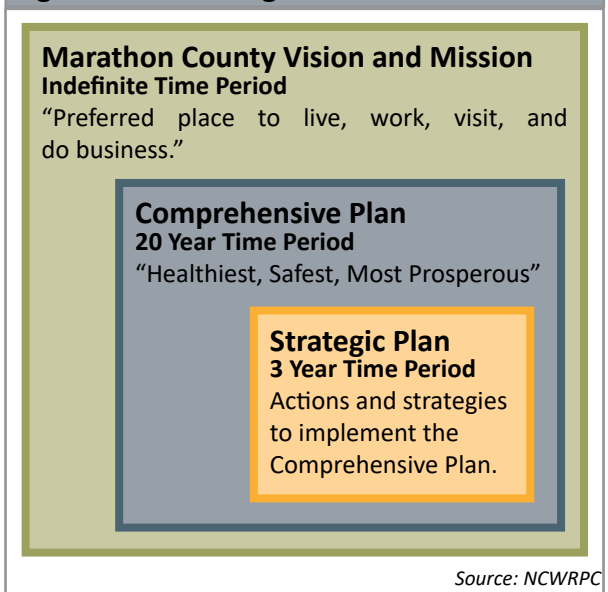 Marathon County Vision and Mission
Indefinite Time Period
“Preferred place to live, work, visit, and
do business.”
Comprehensive Plan
20 Year Time Period
“Healthiest, Safest, Most Prosperous”
Strategic Plan
3 Year Time Period
Actions and strategies
to implement the
Comprehensive Plan.
Source: NCWRPC